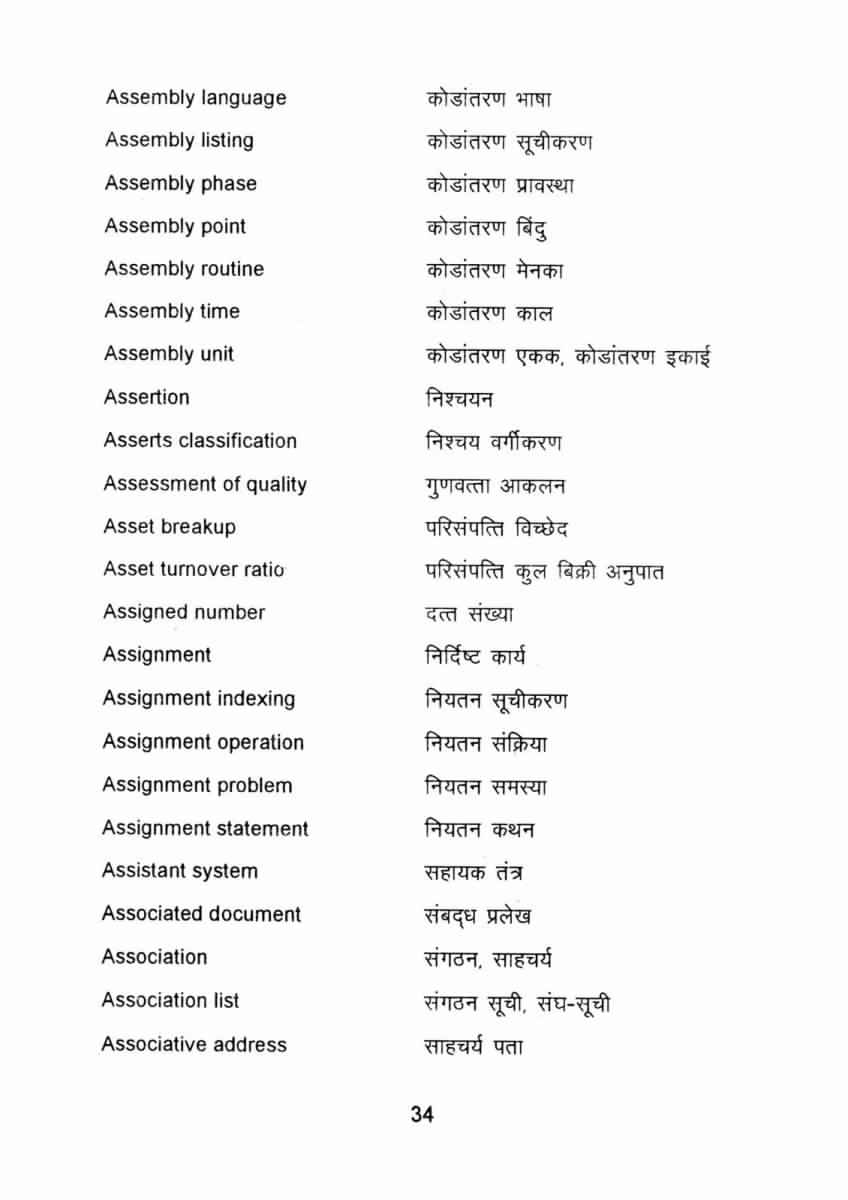 Assembly language कोडांतरण भाषा
Assembly listing कोडांतरण सूचीकरण
Assembly phase कोडांतरण प्रावस्था
Assembly point कोडांतरण बिंदु
Assembly routine कोडांतरण मेनका
Assembly time कोडांतरण काल
Assembly unit कोडांतरण एकक, कोडांतरण इकाई
Assertion निश्चयन
Asserts classification निश्चय वर्गीकरण
Assessment of quality गुणवत्ता आकलन
Asset breakup परिसंपत्ति विच्छेद
Asset turnover ratio परिसंपत्ति कुल बिक्री अनुपात
Assigned number दत्त संख्या
Assignment निर्दिष्ट कार्य
Assignment indexing नियतन सूचीकरण
Assignment operation नियतन संक्रिया
Assignment problem नियतन समस्या
Assignment statement नियतन कथन
Assistant system सहायक तंत्र
Associated document संबद्ध प्रलेख
Association संगठन, साहचर्य
Association list संगठन सूची, संघ-सूची
Associative address साहचर्य पता
34